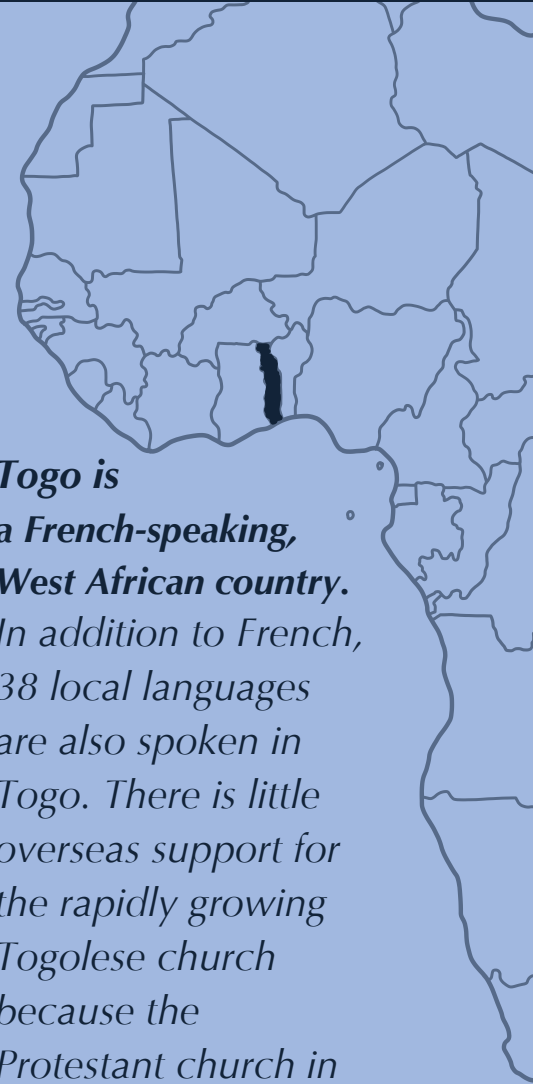 Togo is
a French-speaking,
West African country.
In addition to French,
38 local languages
are also spoken in
Togo. There is little
overseas support for
the rapidly growing
Togolese church
because the
Protestant church in